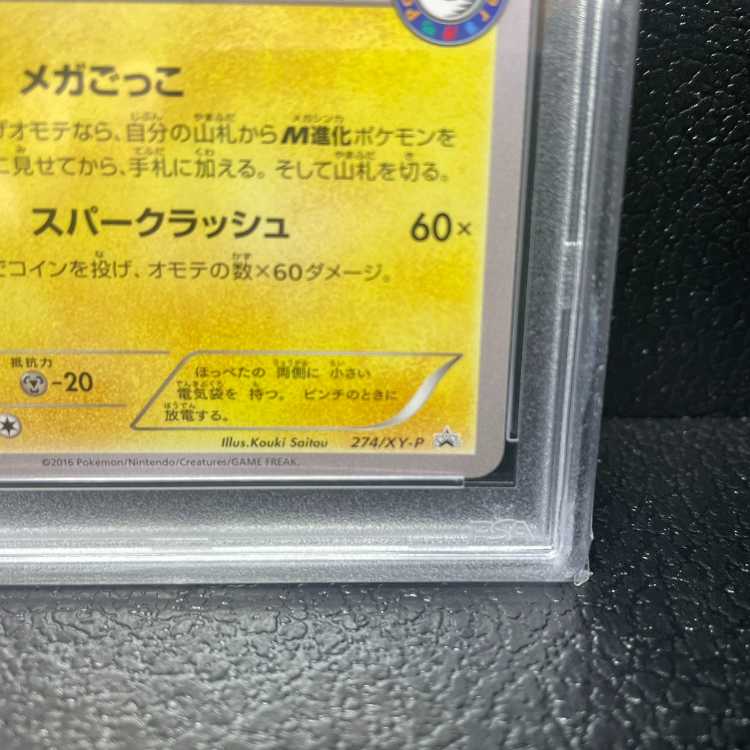 メガごっこ
オモテなら、自分の山札からM進化ポケモンを
見せてから、手札に加える。そして山札を切る。
スパークラッシュ 60×
でコインを投げ、オモテの数×60ダメージ。
抵抗力
-20
ほっぺたの 両側に 小さい
電気袋を 持つ。 ピンチのときに
放電する。
Illus.Kouki Saitou 274/XY-P
©2016 Pokémon/Nintendo/Creatures/GAME FREAK.
PSA